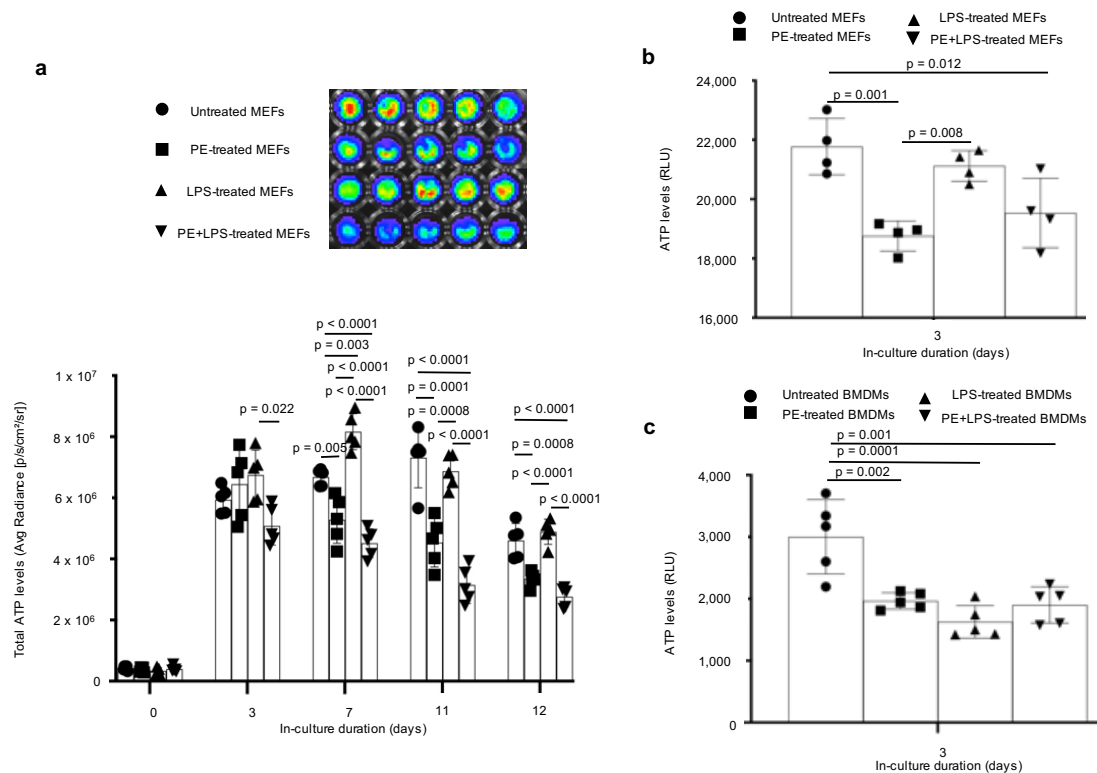 a
Untreated MEFs
PE-treated MEFs
LPS-treated MEFs
PE+LPS-treated MEFs
p < 0.0001
p = 0.003
p < 0.0001
p < 0.0001
p = 0.022
p = 0.005
p < 0.0001
p = 0.0001
p = 0.0008
p < 0.0001
p < 0.0001
p = 0.0008
p < 0.0001
p < 0.0001
1 x 10⁷
8 x 10⁶
6 x 10⁶
4 x 10⁶
2 x 10⁶
0
Total ATP levels (Avg Radiance [p/s/cm²/sr])
0 3 7 11 12
In-culture duration (days)
b
Untreated MEFs LPS-treated MEFs
PE-treated MEFs PE+LPS-treated MEFs
p = 0.012
p = 0.001
p = 0.008
24,000
22,000
20,000
18,000
16,000
ATP levels (RLU)
3
In-culture duration (days)
c
Untreated BMDMs LPS-treated BMDMs
PE-treated BMDMs PE+LPS-treated BMDMs
p = 0.001
p = 0.0001
p = 0.002
4,000
3,000
2,000
1,000
0
ATP levels (RLU)
3
In-culture duration (days)